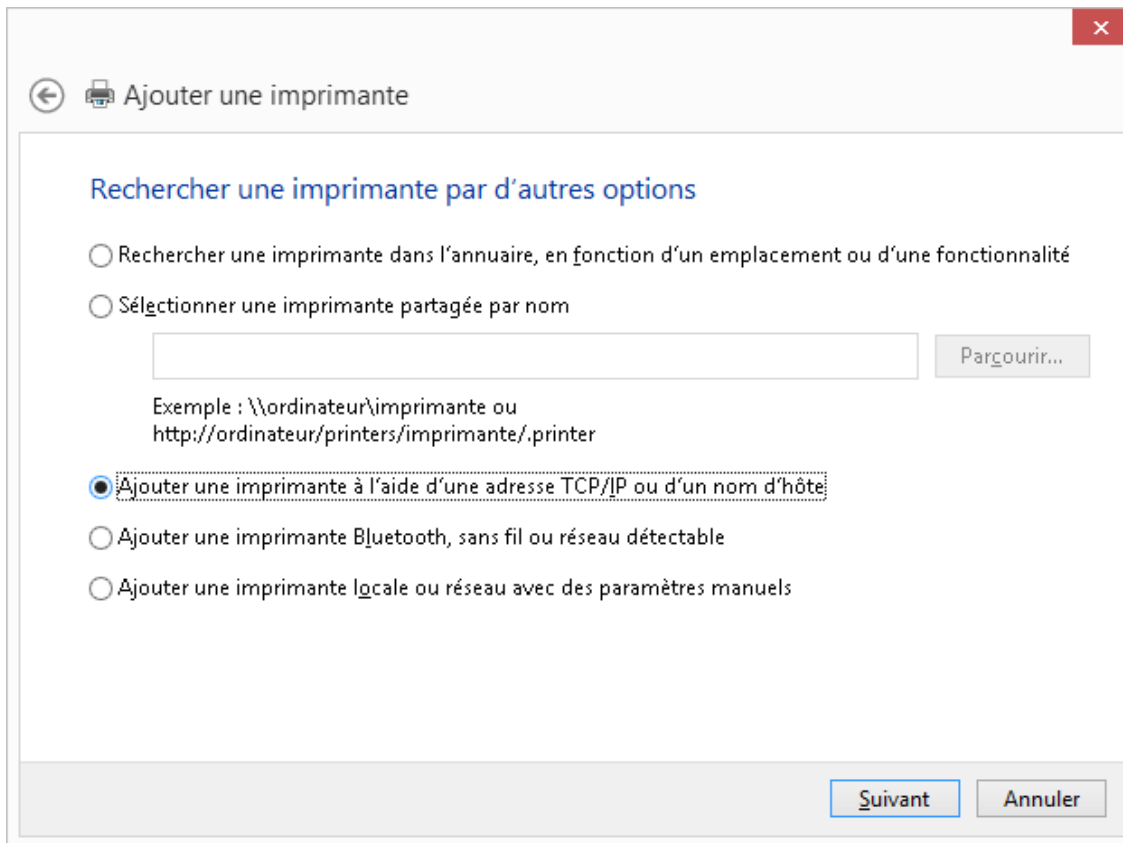 Ajouter une imprimante
Rechercher une imprimante par d'autres options
Rechercher une imprimante dans l'annuaire, en fonction d'un emplacement ou d'une fonctionnalité
Sélectionner une imprimante partagée par nom
Parcourir...
Exemple : \\ordinateur\imprimante ou
http://ordinateur/printers/imprimante/.printer
Ajouter une imprimante à l'aide d'une adresse TCP/IP ou d'un nom d'hôte
Ajouter une imprimante Bluetooth, sans fil ou réseau détectable
Ajouter une imprimante locale ou réseau avec des paramètres manuels
Suivant
Annuler